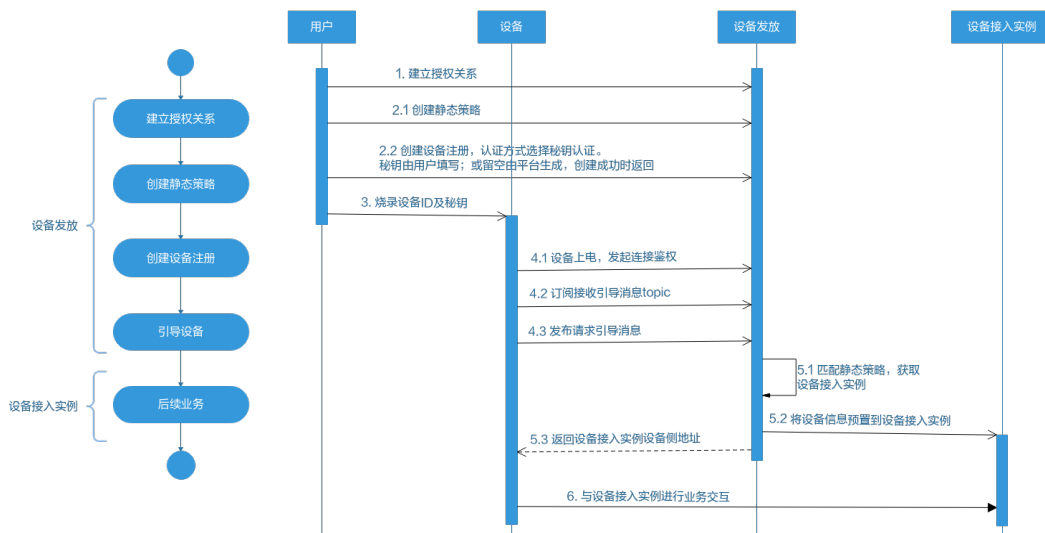 用户
设备
设备发放
设备接入实例
建立授权关系
创建静态策略
设备发放
创建设备注册
引导设备
设备接入实例
后续业务
1. 建立授权关系
2.1 创建静态策略
2.2 创建设备注册，认证方式选择秘钥认证。
秘钥由用户填写；或留空由平台生成，创建成功时返回
3. 烧录设备ID及秘钥
4.1 设备上电，发起连接鉴权
4.2 订阅接收引导消息topic
4.3 发布请求引导消息
5.1 匹配静态策略，获取
设备接入实例
5.2 将设备信息预置到设备接入实例
5.3 返回设备接入实例设备侧地址
6. 与设备接入实例进行业务交互